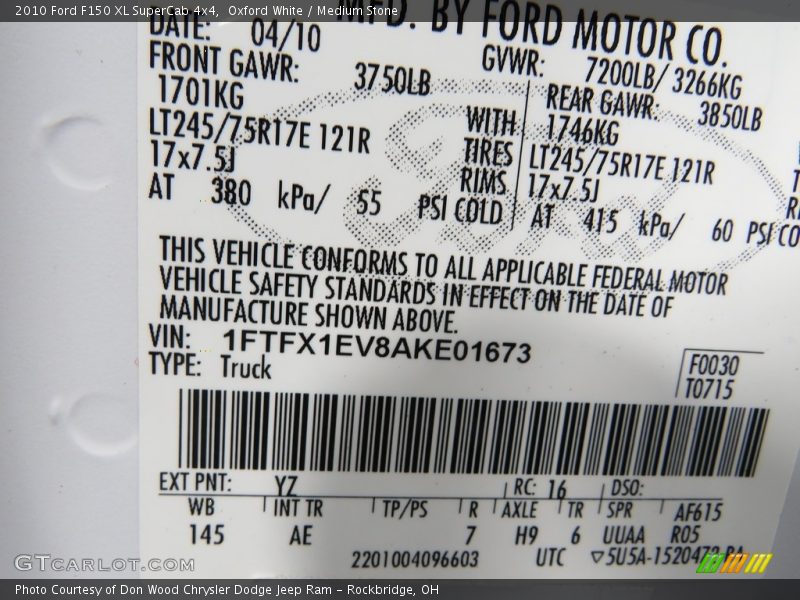 2010 Ford F150 XL SuperCab 4x4, Oxford White / Medium Stone
MFD. BY FORD MOTOR CO.
DATE: 04/10 GVWR: 7200LB/ 3266KG
FRONT GAWR: 3750LB REAR GAWR: 3850LB
1701KG WITH 1746KG
LT245/75R17E 121R TIRES LT245/75R17E 121R
17x7.5J RIMS 17x7.5J
AT 380 kPa/ 55 PSI COLD AT 415 kPa/ 60 PSI CO
THIS VEHICLE CONFORMS TO ALL APPLICABLE FEDERAL MOTOR
VEHICLE SAFETY STANDARDS IN EFFECT ON THE DATE OF
MANUFACTURE SHOWN ABOVE.
VIN: 1FTFX1EV8AKE01673
TYPE: Truck
F0030
T0715
EXT PNT: YZ RC: 16 DSO:
WB INT TR TP/PS R AXLE TR SPR AF615
145 AE 7 H9 6 UUAA R05
2201004096603 UTC ▽5U5A-1520472
GTcarlot.com
Photo Courtesy of Don Wood Chrysler Dodge Jeep Ram – Rockbridge, OH